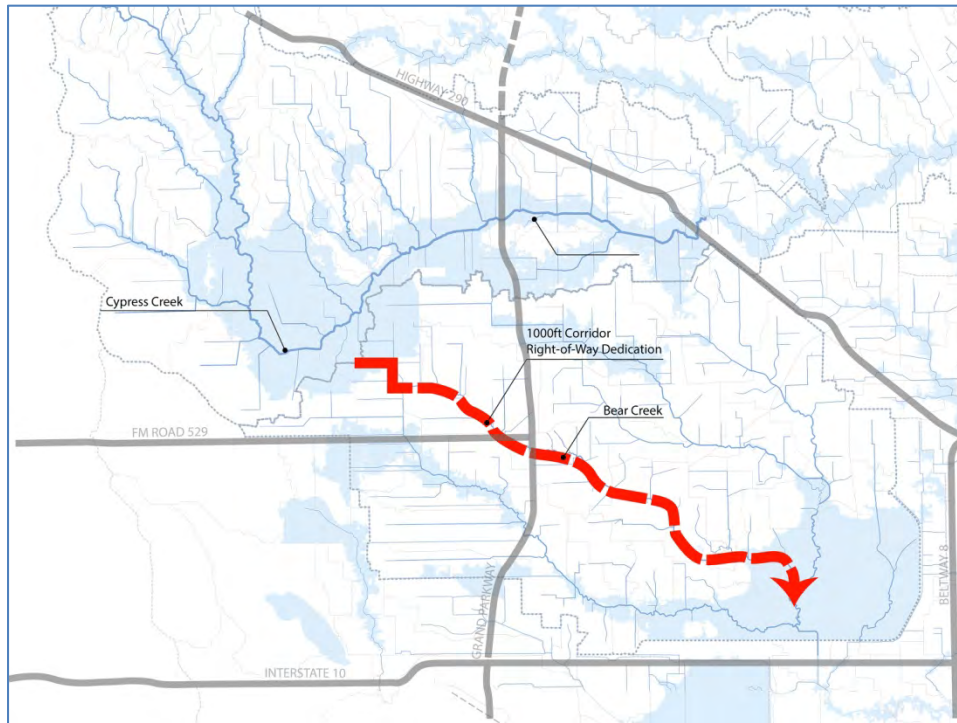 HIGHWAY 290
Cypress Creek
1000ft Corridor
Right-of-Way Dedication
Bear Creek
FM ROAD 529
GRAND PARKWAY
BELTWAY 8
INTERSTATE 10